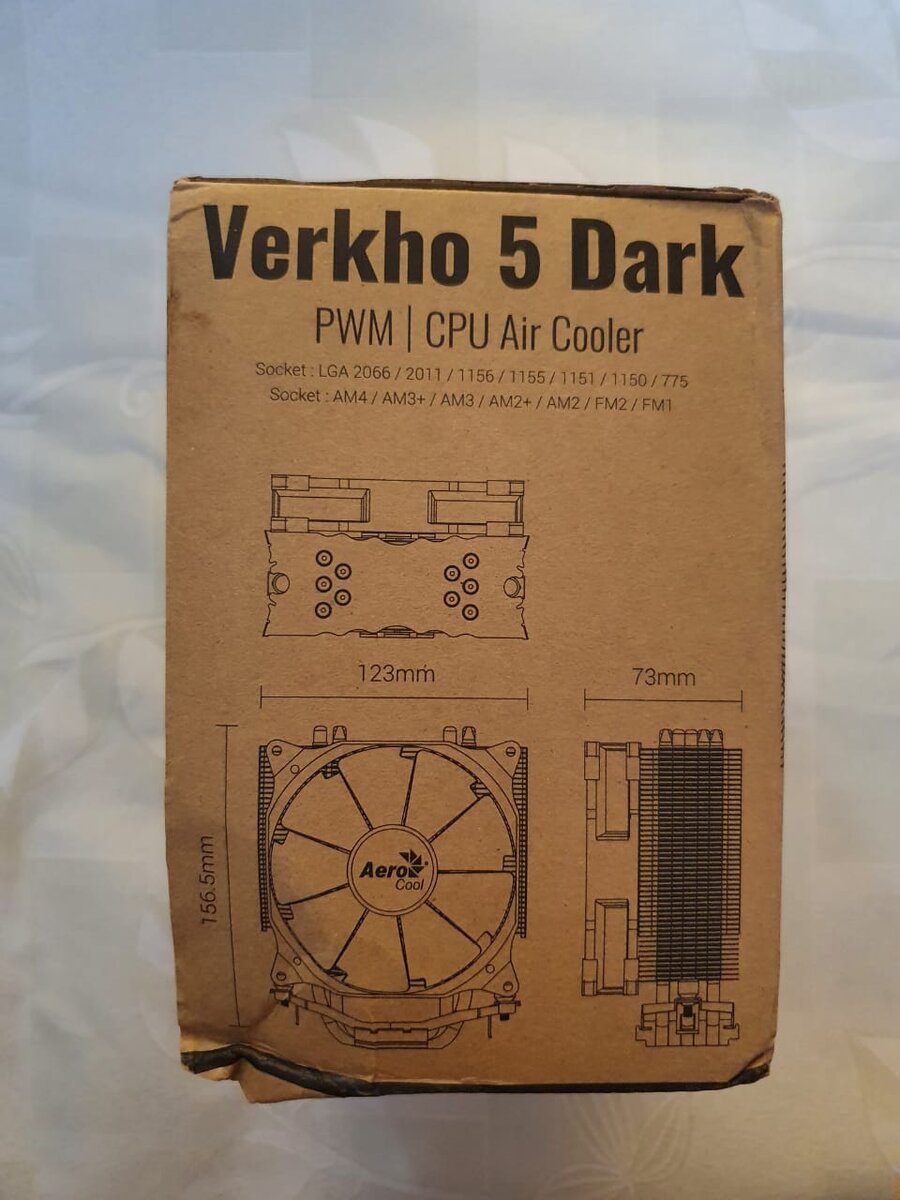 Verkho 5 Dark
PWM | CPU Air Cooler
Socket : LGA 2066 / 2011 / 1156 / 1155 / 1151 / 1150 / 775
Socket : AM4 / AM3+ / AM3 / AM2+ / AM2 / FM2 / FM1
123mm
73mm
156.5mm
Aero
Cool